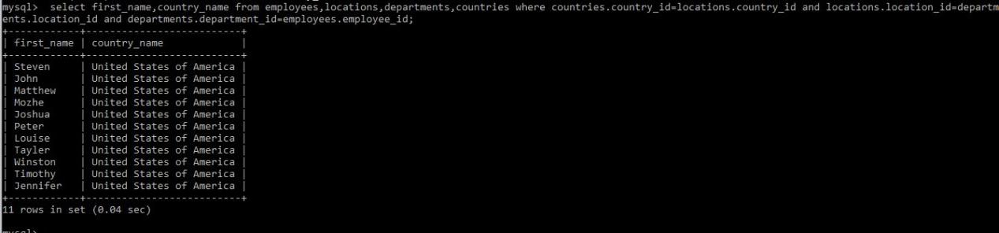 mysql>  select first_name,country_name from employees,locations,departments,countries where countries.country_id=locations.country_id and locations.location_id=departm
ents.location_id and departments.department_id=employees.employee_id;
+------------+--------------------------+
| first_name | country_name             |
+------------+--------------------------+
| Steven     | United States of America |
| John       | United States of America |
| Matthew    | United States of America |
| Mozhe      | United States of America |
| Joshua     | United States of America |
| Peter      | United States of America |
| Louise     | United States of America |
| Tayler     | United States of America |
| Winston    | United States of America |
| Timothy    | United States of America |
| Jennifer   | United States of America |
+------------+--------------------------+
11 rows in set (0.04 sec)
mysql>